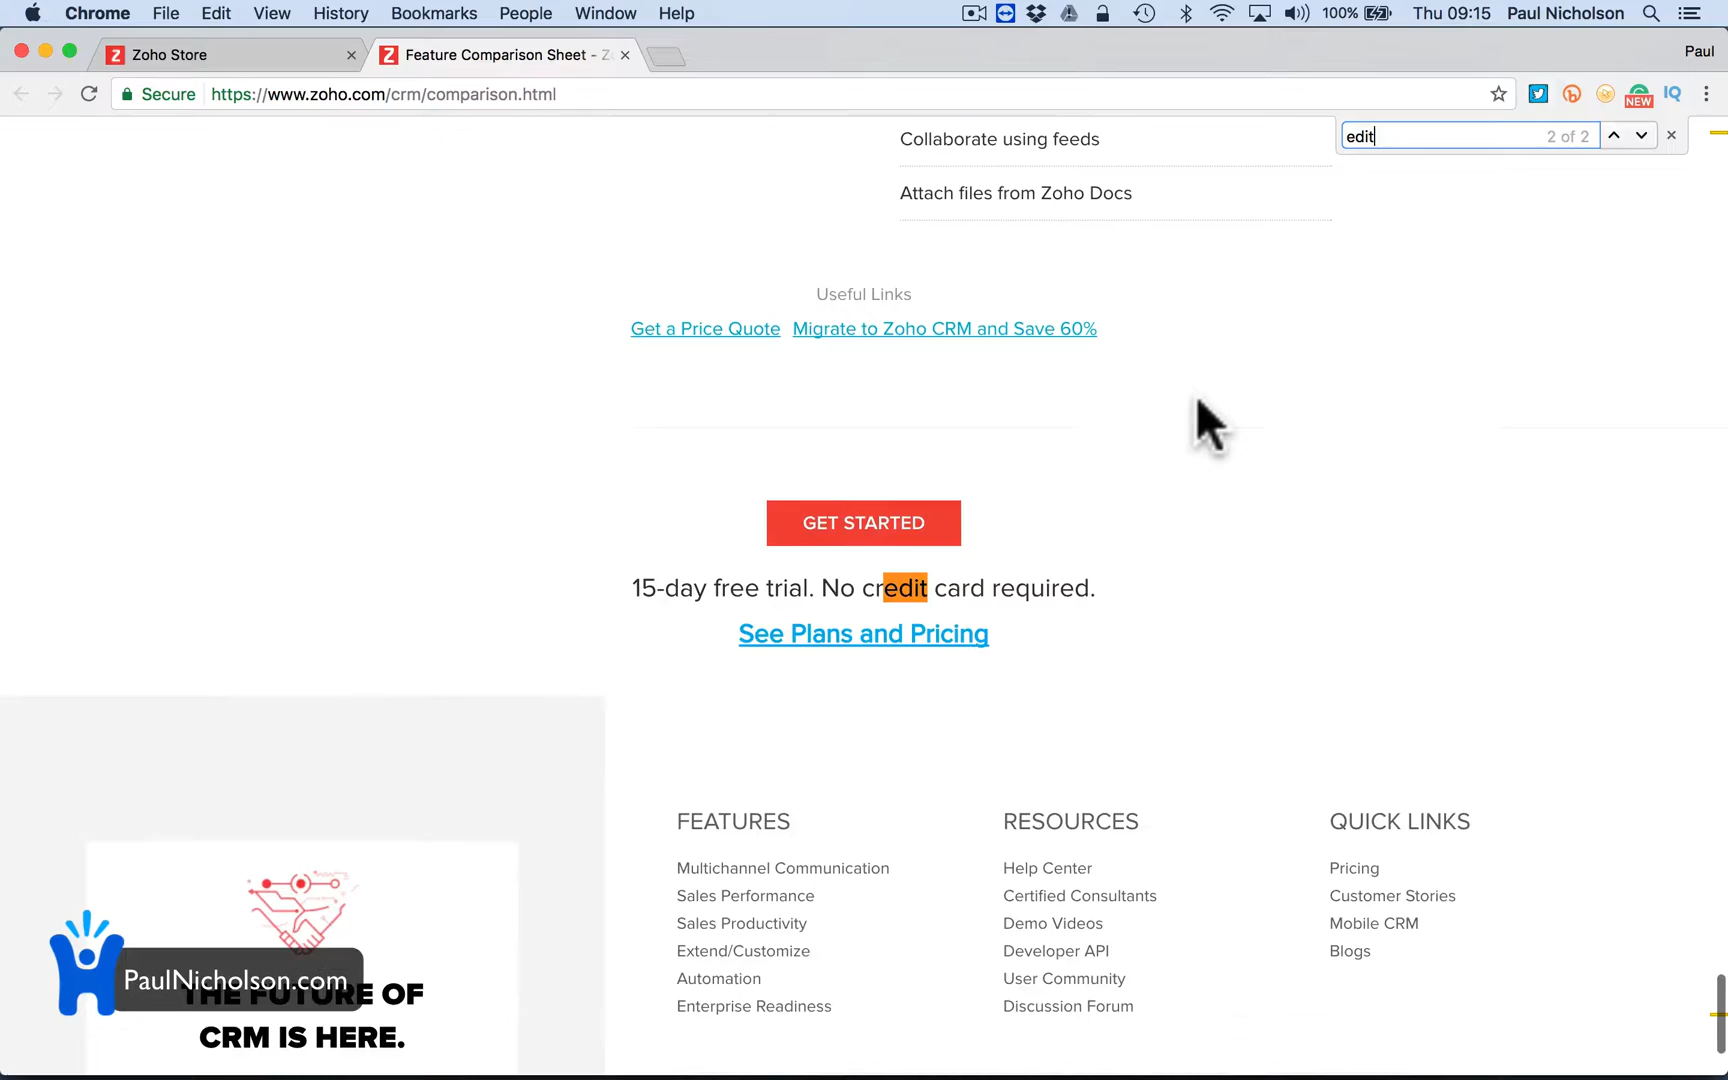 Chrome File Edit View History Bookmarks People Window Help 100% Thu 09:15 Paul Nicholson
Zoho Store
Feature Comparison Sheet - Zo
Paul
Secure https://www.zoho.com/crm/comparison.html
NEW IQ
edit 2 of 2
Collaborate using feeds
Attach files from Zoho Docs
Useful Links
Get a Price Quote Migrate to Zoho CRM and Save 60%
GET STARTED
15-day free trial. No credit card required.
See Plans and Pricing
FEATURES
Multichannel Communication
Sales Performance
Sales Productivity
Extend/Customize
Automation
Enterprise Readiness
RESOURCES
Help Center
Certified Consultants
Demo Videos
Developer API
User Community
Discussion Forum
QUICK LINKS
Pricing
Customer Stories
Mobile CRM
Blogs
PaulNicholson.com
THE FUTURE OF
CRM IS HERE.